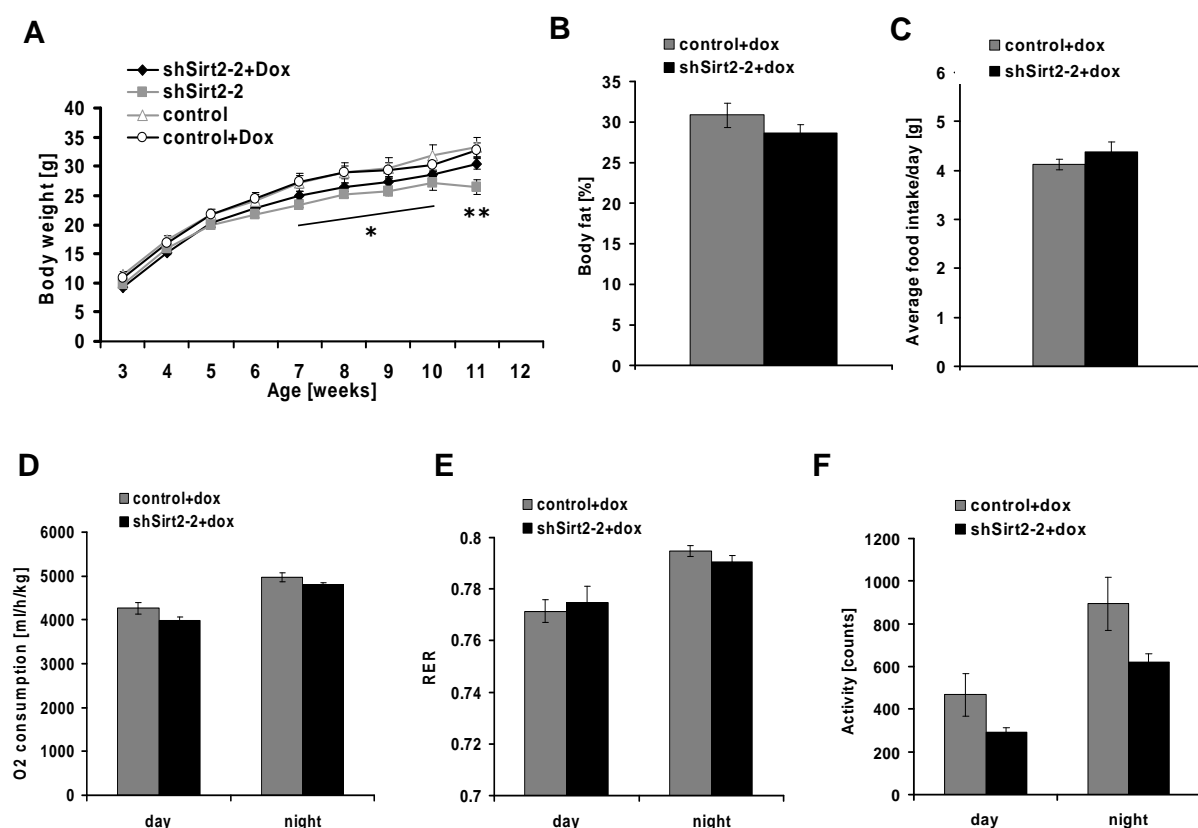 A
shSirt2-2+Dox
shSirt2-2
control
control+Dox
Body weight [g]
40
35
30
25
20
15
10
5
0
*
**
3 4 5 6 7 8 9 10 11 12
Age [weeks]
B
control+dox
shSirt2-2+dox
Body fat [%]
35
30
25
20
15
10
5
0
C
control+dox
shSirt2-2+dox
Average food intake/day [g]
6
5
4
3
2
1
0
D
control+dox
shSirt2-2+dox
O2 consumption [ml/h/kg]
6000
5000
4000
3000
2000
1000
0
day night
E
control+dox
shSirt2-2+dox
RER
0.8
0.78
0.76
0.74
0.72
0.7
day night
F
control+dox
shSirt2-2+dox
Activity [counts]
1200
1000
800
600
400
200
0
day night